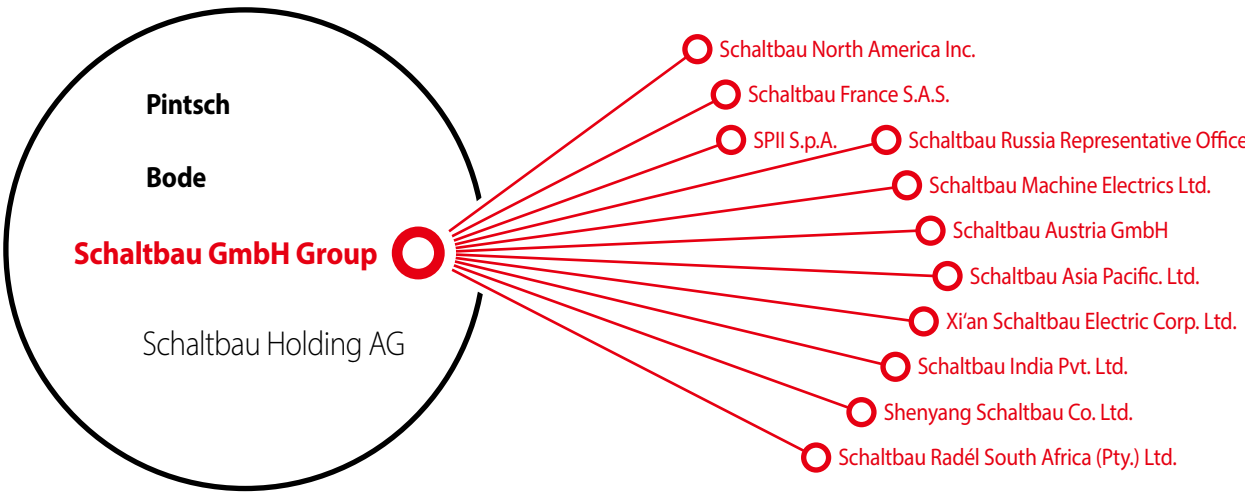 Pintsch
Bode
Schaltbau GmbH Group
Schaltbau Holding AG
Schaltbau North America Inc.
Schaltbau France S.A.S.
SPII S.p.A.
Schaltbau Russia Representative Office
Schaltbau Machine Electrics Ltd.
Schaltbau Austria GmbH
Schaltbau Asia Pacific. Ltd.
Xi’an Schaltbau Electric Corp. Ltd.
Schaltbau India Pvt. Ltd.
Shenyang Schaltbau Co. Ltd.
Schaltbau Radél South Africa (Pty.) Ltd.